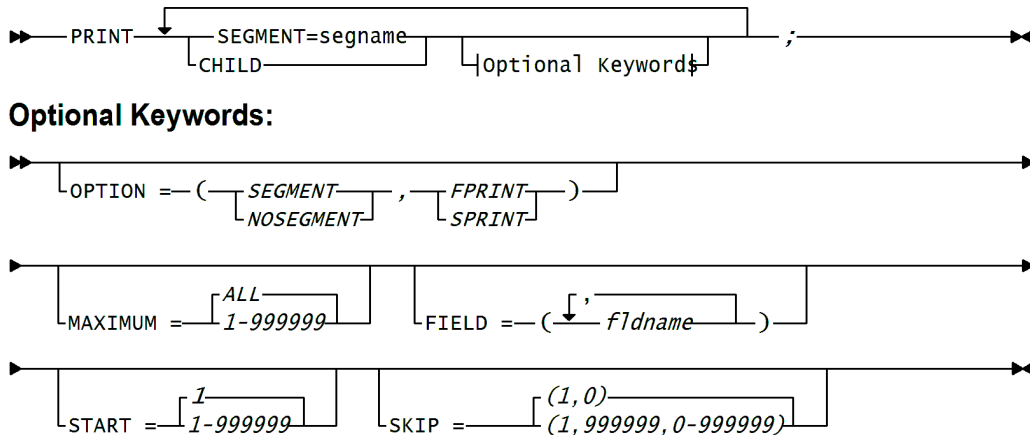 PRINT SEGMENT=segname ;
CHILD |Optional Keywords|
Optional Keywords:
OPTION = ( SEGMENT , FPRINT )
NOSEGMENT SPRINT
ALL ,
MAXIMUM = 1-999999 FIELD = ( fldname )
1 (1,0)
START = 1-999999 SKIP = (1,999999,0-999999)